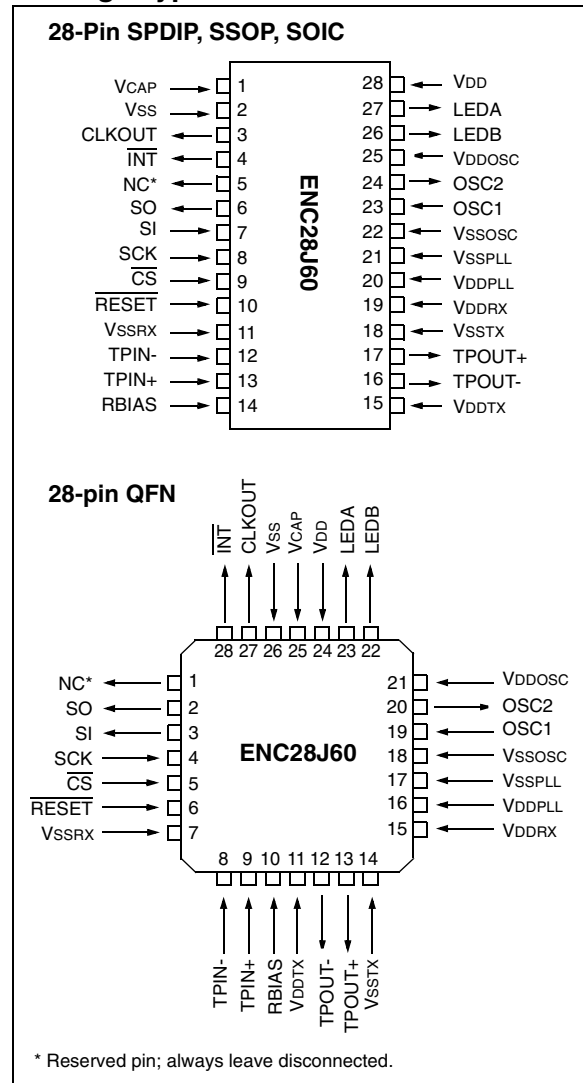 28-Pin SPDIP, SSOP, SOIC
VCAP 1 28 VDD
VSS 2 27 LEDA
CLKOUT 3 26 LEDB
INT 4 25 VDDOSC
NC* 5 24 OSC2
SO 6 23 OSC1
SI 7 22 VSSOSC
SCK 8 21 VSSPLL
CS 9 20 VDDPLL
RESET 10 19 VDDRX
VSSRX 11 18 VSSTX
TPIN- 12 17 TPOUT+
TPIN+ 13 16 TPOUT-
RBIAS 14 15 VDDTX
ENC28J60
28-pin QFN
INT CLKOUT VSS VCAP VDD LEDA LEDB
28 27 26 25 24 23 22
NC* 1 21 VDDOSC
SO 2 20 OSC2
SI 3 19 OSC1
SCK 4 ENC28J60 18 VSSOSC
CS 5 17 VSSPLL
RESET 6 16 VDDPLL
VSSRX 7 15 VDDRX
8 9 10 11 12 13 14
TPIN- TPIN+ RBIAS VDDTX TPOUT- TPOUT+ VSSTX
* Reserved pin; always leave disconnected.